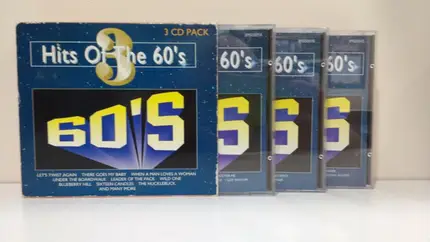 3 CD PACK
3
Hits Of The 60's
60'S
LET'S TWIST AGAIN THERE GOES MY BABY WHEN A MAN LOVES A WOMAN
UNDER THE BOARDWALK LEADER OF THE PACK WILD ONE
BLUEBERRY HILL SIXTEEN CANDLES THE HUCKLEBUCK
AND MANY MORE
60's
S
60's
S
60's
S